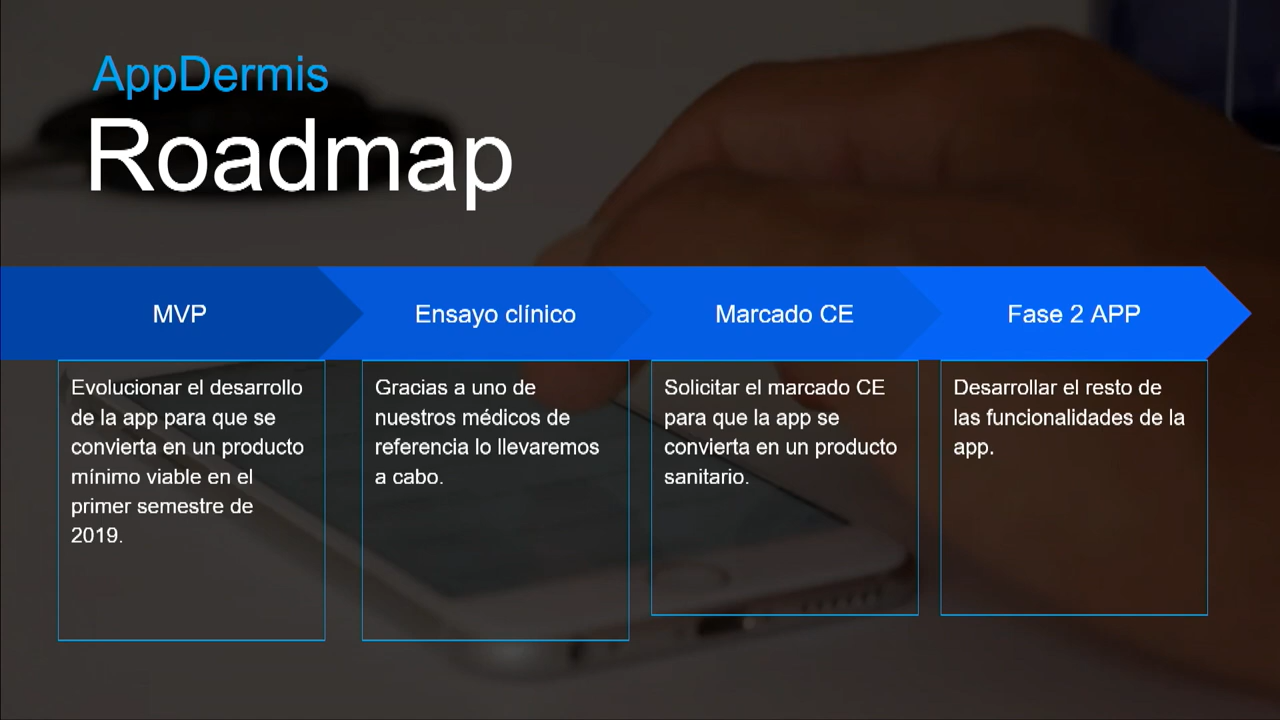 AppDermis
Roadmap
MVP
Evolucionar el desarrollo
de la app para que se
convierta en un producto
mínimo viable en el
primer semestre de
2019.
Ensayo clínico
Gracias a uno de
nuestros médicos de
referencia lo llevaremos
a cabo.
Marcado CE
Solicitar el marcado CE
para que la app se
convierta en un producto
sanitario.
Fase 2 APP
Desarrollar el resto de
las funcionalidades de la
app.